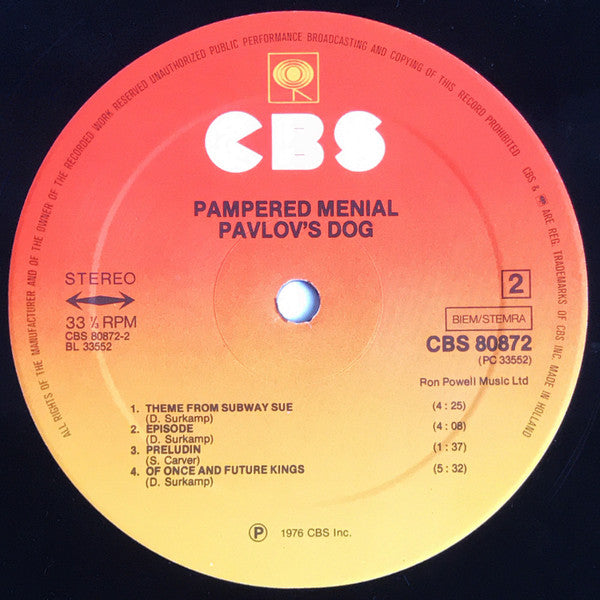 ALL RIGHTS OF THE MANUFACTURER AND OF THE OWNER OF THE RECORDED WORK RESERVED UNAUTHORIZED PUBLIC PERFORMANCE BROADCASTING AND COPYING OF THIS RECORD PROHIBITED
CBS & ARE REG. TRADEMARKS OF CBS INC. MADE IN HOLLAND
CBS
PAMPERED MENIAL
PAVLOV'S DOG
STEREO
33 ⅓ RPM
CBS 80872-2
BL 33552
2
BIEM/STEMRA
CBS 80872
(PC 33552)
Ron Powell Music Ltd
1. THEME FROM SUBWAY SUE (4 : 25)
(D. Surkamp)
2. EPISODE (4 : 08)
(D. Surkamp)
3. PRELUDIN (1 : 37)
(S. Carver)
4. OF ONCE AND FUTURE KINGS (5 : 32)
(D. Surkamp)
Ⓟ 1976 CBS Inc.